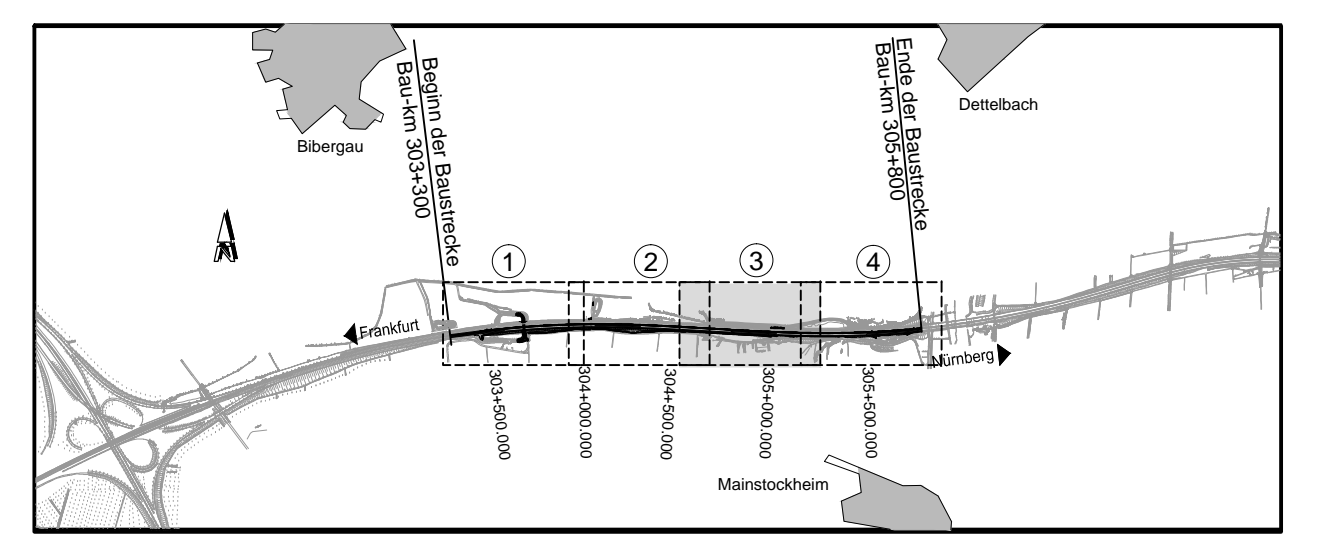 Bibergau
Beginn der Baustrecke
Bau-km 303+300
Ende der Baustrecke
Bau-km 305+800
Dettelbach
1
2
3
4
Frankfurt
Nürnberg
303+500.000
304+000.000
304+500.000
305+000.000
305+500.000
Mainstockheim